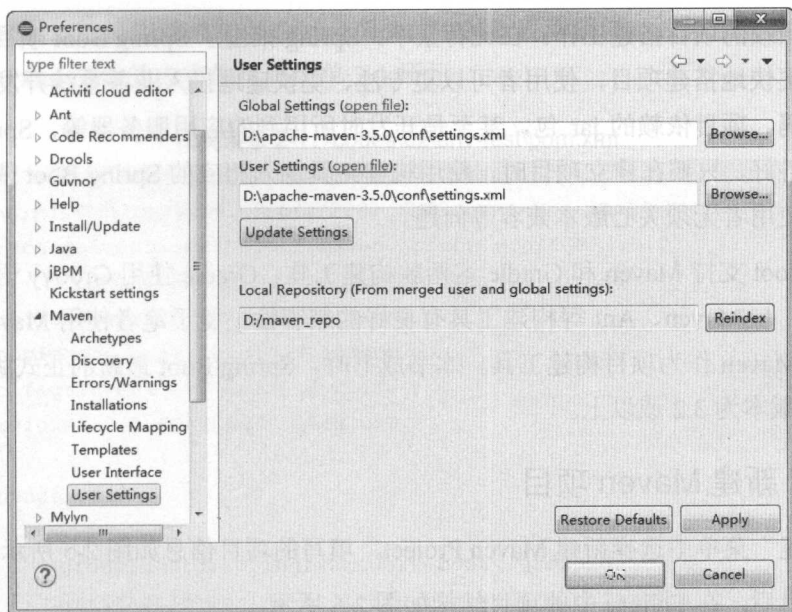 Preferences
type filter text
Activiti cloud editor
Ant
Code Recommenders
Drools
Guvnor
Help
Install/Update
Java
jBPM
Kickstart settings
Maven
Archetypes
Discovery
Errors/Warnings
Installations
Lifecycle Mapping
Templates
User Interface
User Settings
Mylyn
User Settings
Global Settings (open file):
D:\apache-maven-3.5.0\conf\settings.xml
Browse...
User Settings (open file):
D:\apache-maven-3.5.0\conf\settings.xml
Browse...
Update Settings
Local Repository (From merged user and global settings):
D:/maven_repo
Reindex
Restore Defaults
Apply
OK
Cancel